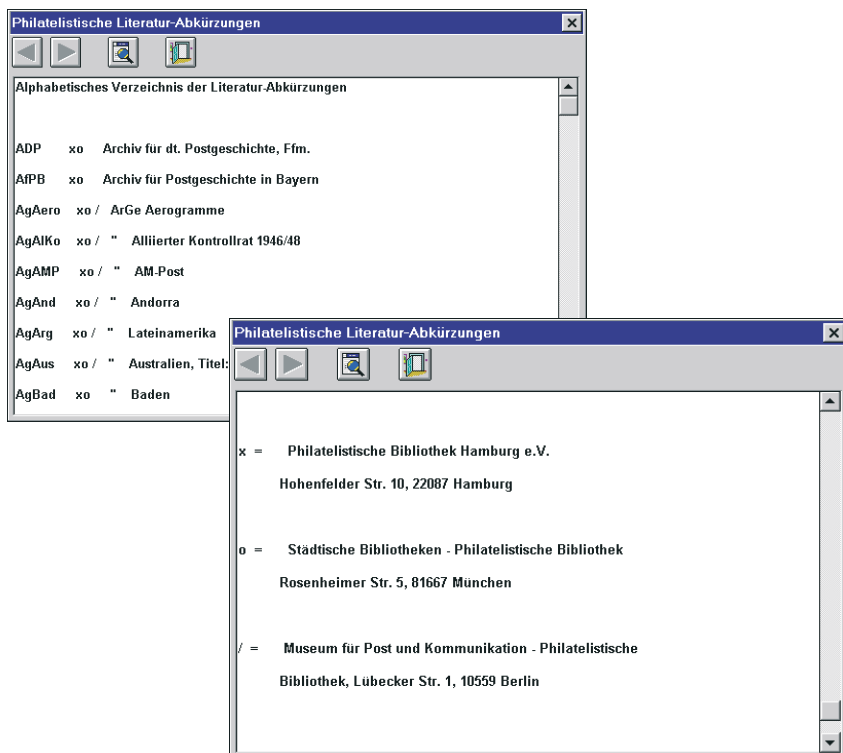 Philatelistische Literatur-Abkürzungen
Alphabetisches Verzeichnis der Literatur-Abkürzungen
ADP xo Archiv für dt. Postgeschichte, Ffm.
AfPB xo Archiv für Postgeschichte in Bayern
AgAero xo / ArGe Aerogramme
AgAlKo xo / " Alliierter Kontrollrat 1946/48
AgAMP xo / " AM-Post
AgAnd xo / " Andorra
AgArg xo / " Lateinamerika
AgAus xo / " Australien, Titel:
AgBad xo " Baden
Philatelistische Literatur-Abkürzungen
x = Philatelistische Bibliothek Hamburg e.V.
Hohenfelder Str. 10, 22087 Hamburg
o = Städtische Bibliotheken - Philatelistische Bibliothek
Rosenheimer Str. 5, 81667 München
/ = Museum für Post und Kommunikation - Philatelistische
Bibliothek, Lübecker Str. 1, 10559 Berlin